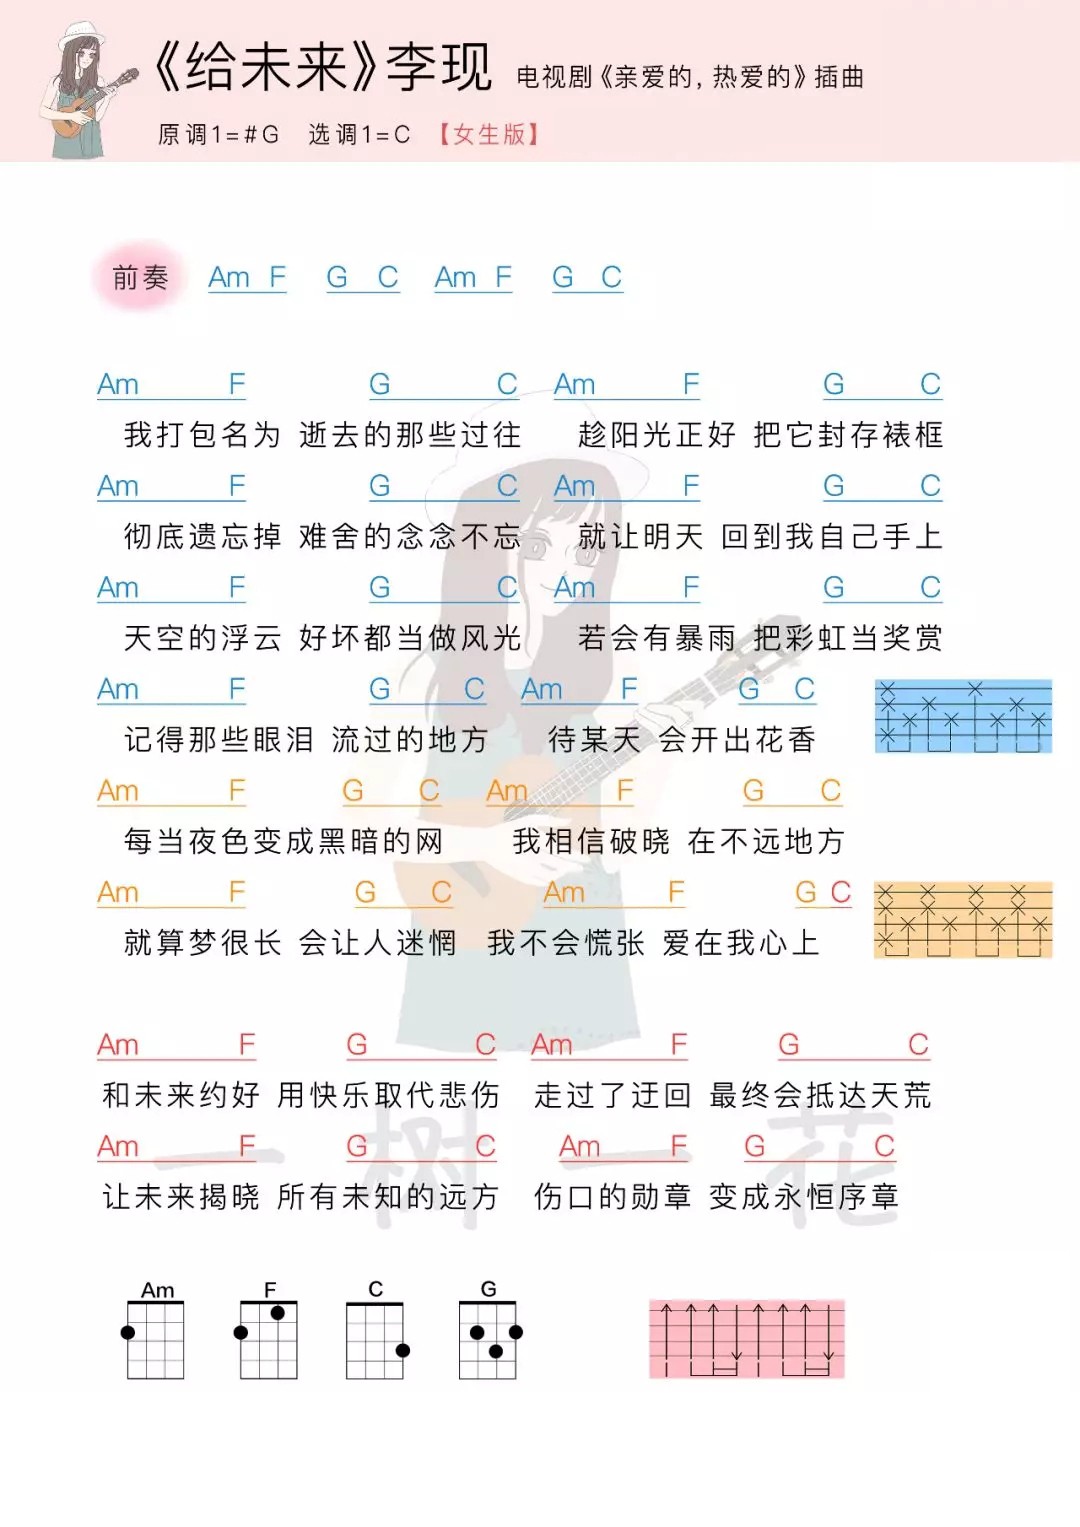 《给未来》李现 电视剧《亲爱的,热爱的》插曲
原调1=#G 选调1=C 【女生版】
前奏 Am F G C Am F G C
Am F G C Am F G C
我打包名为 逝去的那些过往 趁阳光正好 把它封存裱框
Am F G C Am F G C
彻底遗忘掉 难舍的念念不忘 就让明天 回到我自己手上
Am F G C Am F G C
天空的浮云 好坏都当做风光 若会有暴雨 把彩虹当奖赏
Am F G C Am F G C
记得那些眼泪 流过的地方 待某天 会开出花香
Am F G C Am F G C
每当夜色变成黑暗的网 我相信破晓 在不远地方
Am F G C Am F G C
就算梦很长 会让人迷惘 我不会慌张 爱在我心上
Am F G C Am F G C
和未来约好 用快乐取代悲伤 走过了迂回 最终会抵达天荒
Am F G C Am F G C
让未来揭晓 所有未知的远方 伤口的勋章 变成永恒序章
一树一花
Am F C G